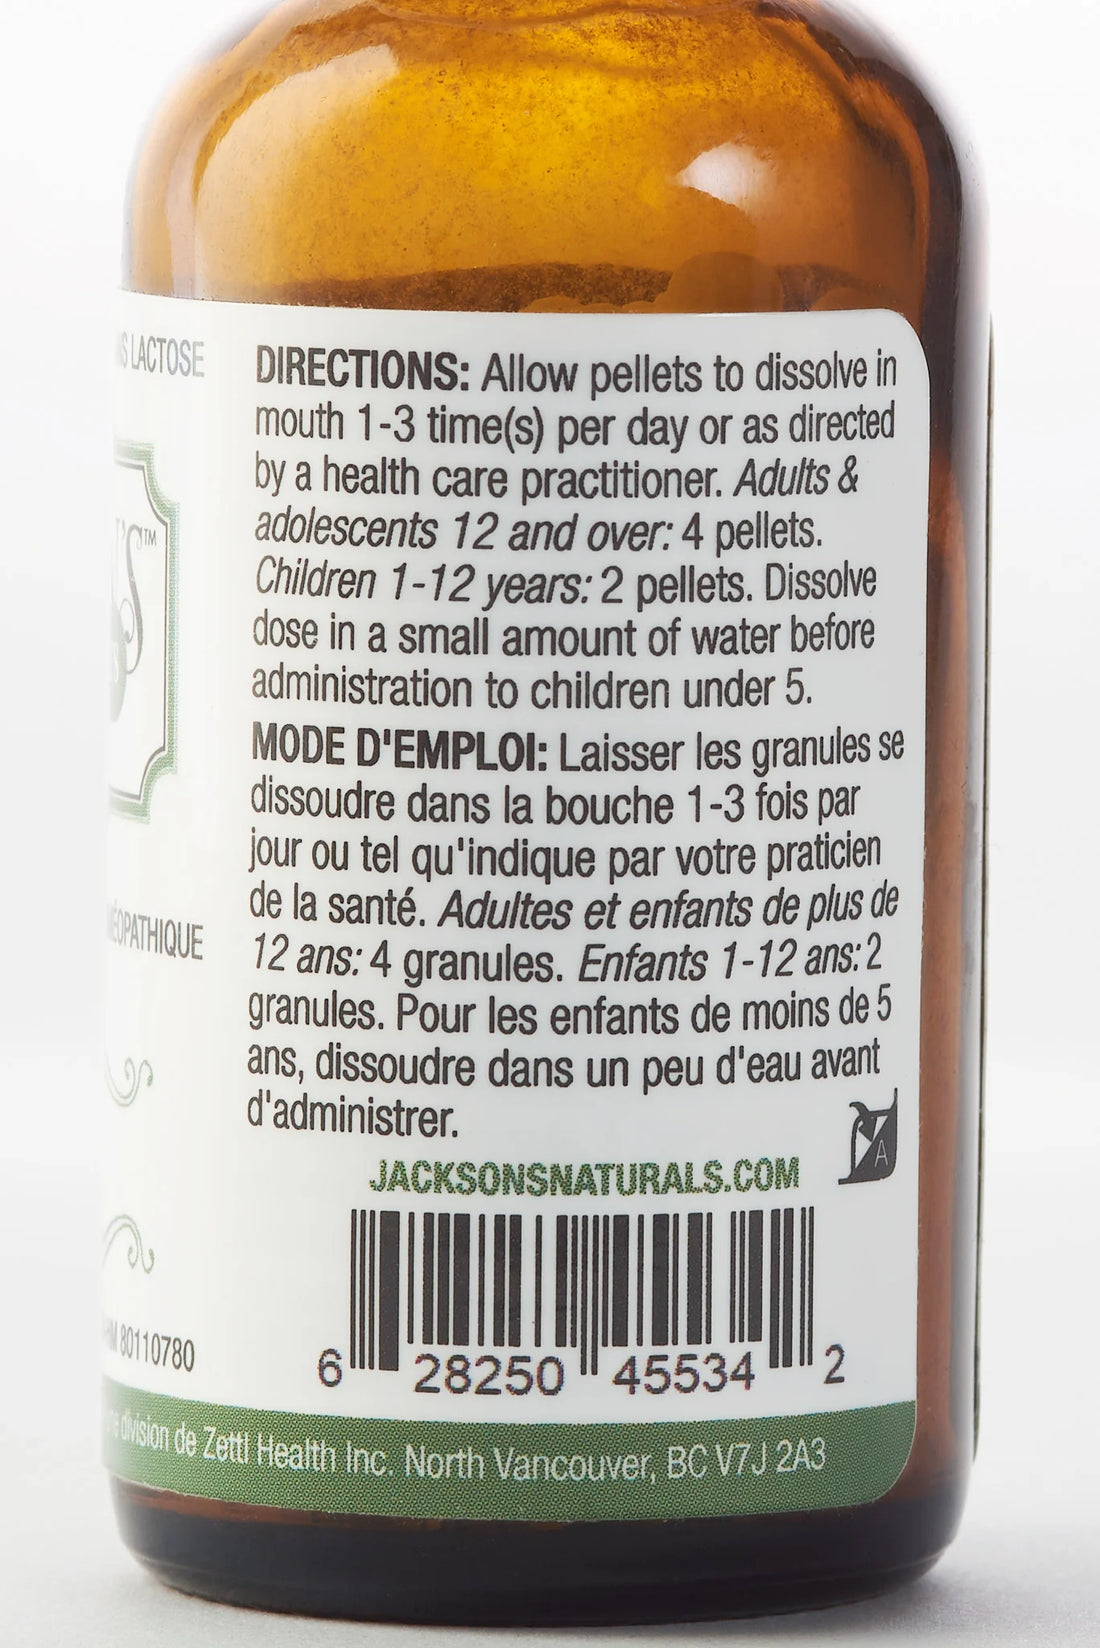 LACTOSE
DIRECTIONS: Allow pellets to dissolve in
mouth 1-3 time(s) per day or as directed
by a health care practitioner. Adults &
adolescents 12 and over: 4 pellets.
Children 1-12 years: 2 pellets. Dissolve
dose in a small amount of water before
administration to children under 5.
MODE D'EMPLOI: Laisser les granules se
dissoudre dans la bouche 1-3 fois par
jour ou tel qu'indique par votre praticien
de la santé. Adultes et enfants de plus de
12 ans: 4 granules. Enfants 1-12 ans: 2
granules. Pour les enfants de moins de 5
ans, dissoudre dans un peu d'eau avant
d'administrer.
'S™
ÉOPATHIQUE
A
JACKSONSNATURALS.COM
6 28250 45534 2
80110780
division de Zettl Health Inc. North Vancouver, BC V7J 2A3